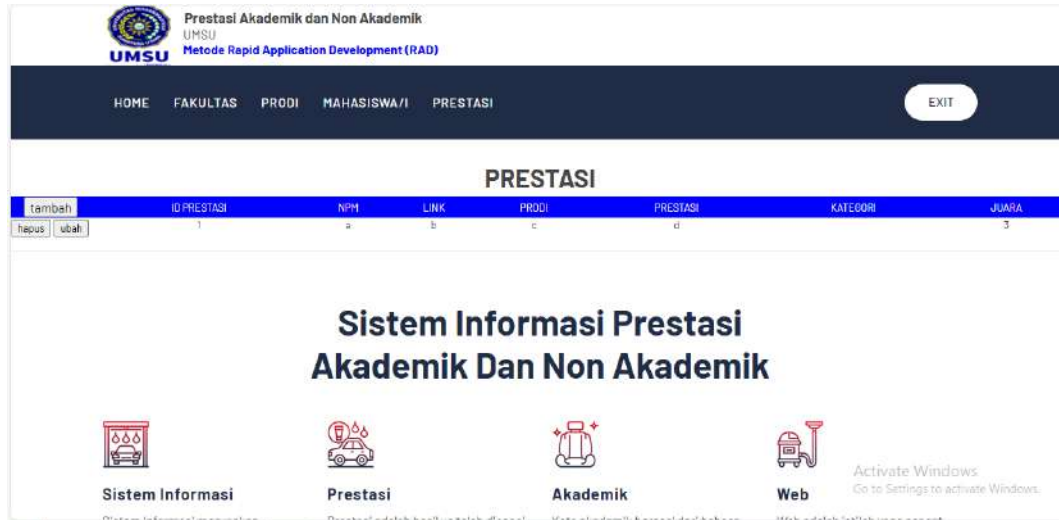 Prestasi Akademik dan Non Akademik
UMSU
Metode Rapid Application Development (RAD)
UMSU
HOME FAKULTAS PRODI MAHASISWA/I PRESTASI EXIT
PRESTASI
tambah ID PRESTASI NPM LINK PRODI PRESTASI KATEGORI JUARA
hapus ubah 1 a b c d 3
Sistem Informasi Prestasi
Akademik Dan Non Akademik
Sistem Informasi Prestasi Akademik Web
Activate Windows
Go to Settings to activate Windows.